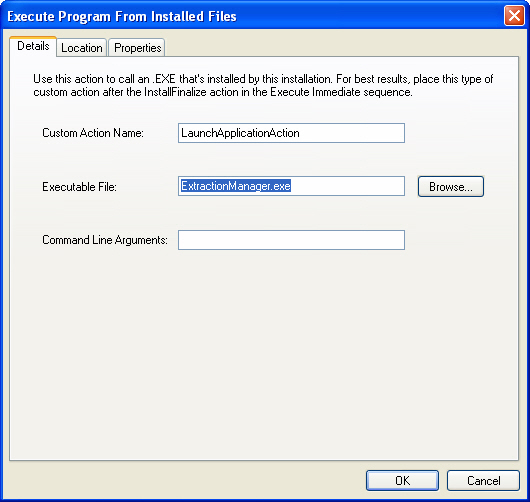 Execute Program From Installed Files
Details Location Properties
Use this action to call an .EXE that's installed by this installation. For best results, place this type of
custom action after the InstallFinalize action in the Execute Immediate sequence.
Custom Action Name: LaunchApplicationAction
Executable File: ExtractionManager.exe Browse...
Command Line Arguments:
OK Cancel